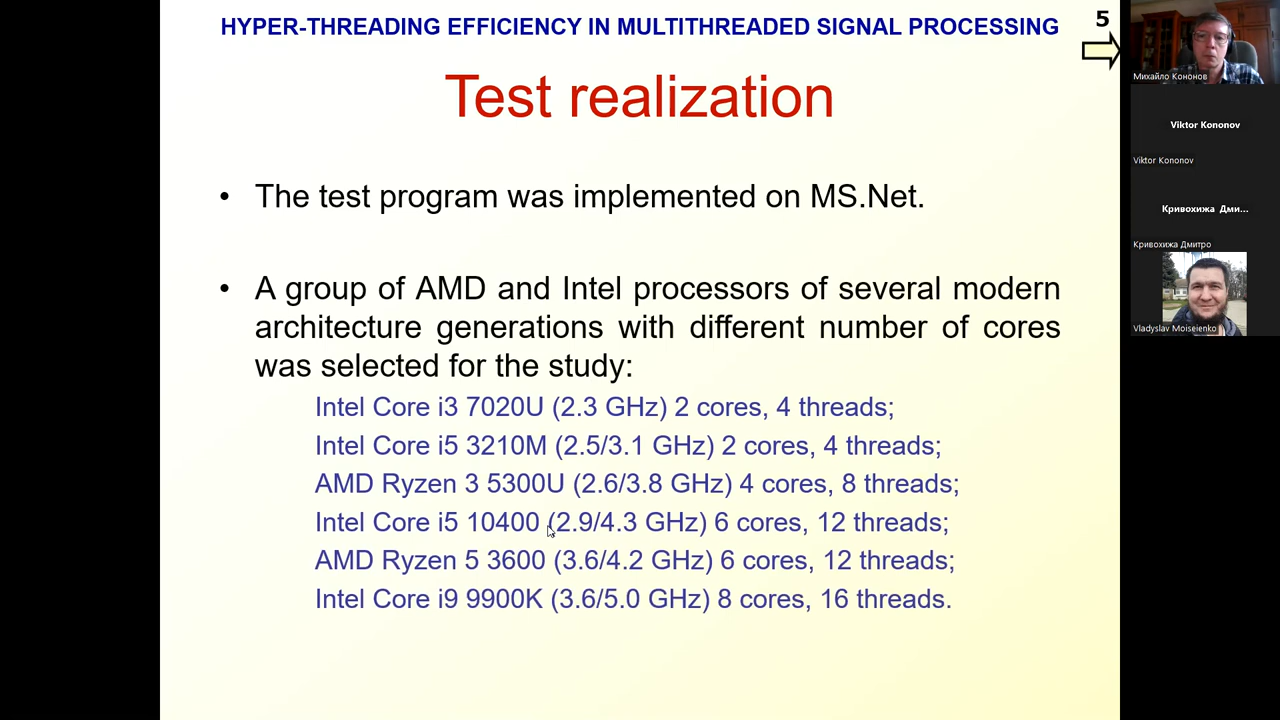 HYPER-THREADING EFFICIENCY IN MULTITHREADED SIGNAL PROCESSING
5
Test realization
• The test program was implemented on MS.Net.
• A group of AMD and Intel processors of several modern
architecture generations with different number of cores
was selected for the study:
Intel Core i3 7020U (2.3 GHz) 2 cores, 4 threads;
Intel Core i5 3210M (2.5/3.1 GHz) 2 cores, 4 threads;
AMD Ryzen 3 5300U (2.6/3.8 GHz) 4 cores, 8 threads;
Intel Core i5 10400 (2.9/4.3 GHz) 6 cores, 12 threads;
AMD Ryzen 5 3600 (3.6/4.2 GHz) 6 cores, 12 threads;
Intel Core i9 9900K (3.6/5.0 GHz) 8 cores, 16 threads.
Михайло Кононов
Viktor Kononov
Viktor Kononov
Кривохижа Дми...
Кривохижа Дмитро
Vladyslav Moiseienko